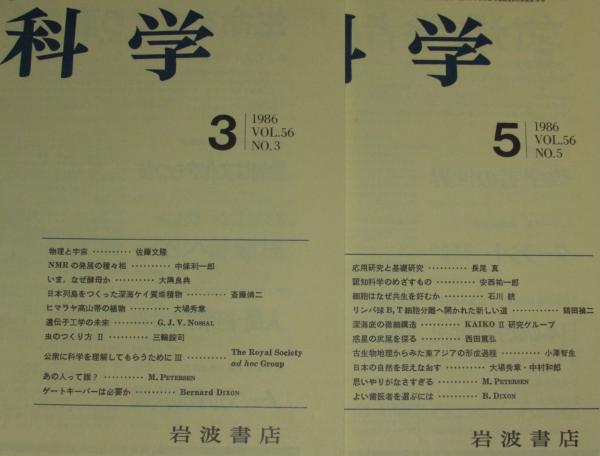 科学
3
1986
VOL.56
NO.3
物理と宇宙 ・・・・・・・・・・ 佐藤文隆
NMRの発展の種々相 ・・・・・・・・・・ 中條利一郎
いま，なぜ酵母か ・・・・・・・・・・ 大隅良典
日本列島をつくった深海ケイ質堆積物 ・・・・・・・・・・ 斎藤靖二
ヒマラヤ高山帯の植物 ・・・・・・・・・・ 大場秀章
遺伝子工学の未来 ・・・・・・・・・・ G. J. V. NOSSAL
虫のつくり方 II ・・・・・・・・・・ 三輪錠司
公衆に科学を理解してもらうために III ・・・・・・・・・・ The Royal Society
ad hoc Group
あの人って誰？ ・・・・・・・・・・ M. PETERSEN
ゲートキーパーは必要か ・・・・・・・・・・ Bernard DIXON
岩波書店
学
5
1986
VOL.56
NO.5
応用研究と基礎研究 ・・・・・・・・・・ 長尾 真
認知科学のめざすもの ・・・・・・・・・・ 安西祐一郎
細胞はなぜ共生を好むか ・・・・・・・・・・ 石川 統
リンパ球B, T細胞分離へ開かれた新しい道 ・・・・・・・・・・ 鶴田禎二
深海底の微細構造 ・・・・・・・・・・ KAIKO II 研究グループ
惑星の尻尾を探る ・・・・・・・・・・ 西田篤弘
古生物地理からみた東アジアの形成過程 ・・・・・・・・・・ 小澤智生
日本の自然を捉えなおす ・・・・・・・・・・ 大場秀章・中村和郎
思いやりがなさすぎる ・・・・・・・・・・ M. PETERSEN
よい歯医者を選ぶには ・・・・・・・・・・ B. DIXON
岩波書店